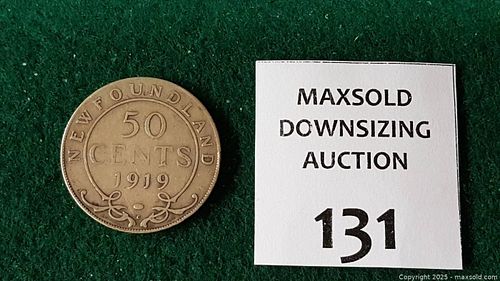 NEWFOUNDLAND
50
CENTS
1919
C
MAXSOLD
DOWNSIZING
AUCTION
131
Copyright © 2025 - maxsold.com